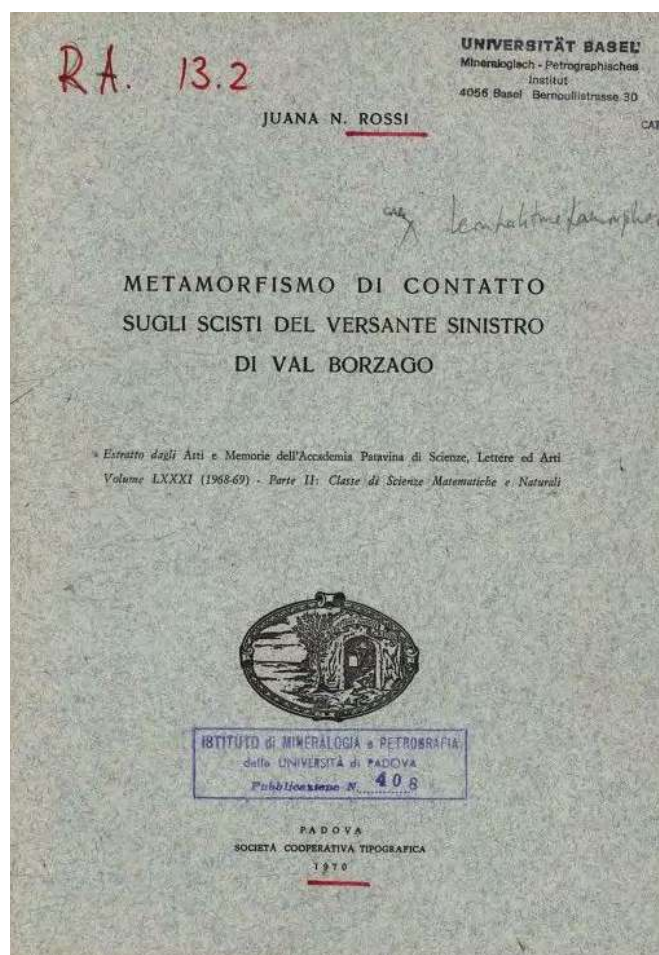 RA. 13.2
UNIVERSITÄT BASEL
Mineralogisch - Petrographisches
Institut
4056 Basel Bernoullistrasse 30
JUANA N. ROSSI
CAT
METAMORFISMO DI CONTATTO
SUGLI SCISTI DEL VERSANTE SINISTRO
DI VAL BORZAGO
Estratto dagli Atti e Memorie dell'Accademia Patavina di Scienze, Lettere ed Arti
Volume LXXXI (1968-69) - Parte II: Classe di Scienze Matematiche e Naturali
ISTITUTO di MINERALOGIA e PETROGRAFIA
della UNIVERSITÀ di PADOVA
Pubblicazione N. 408
PADOVA
SOCIETÀ COOPERATIVA TIPOGRAFICA
1970